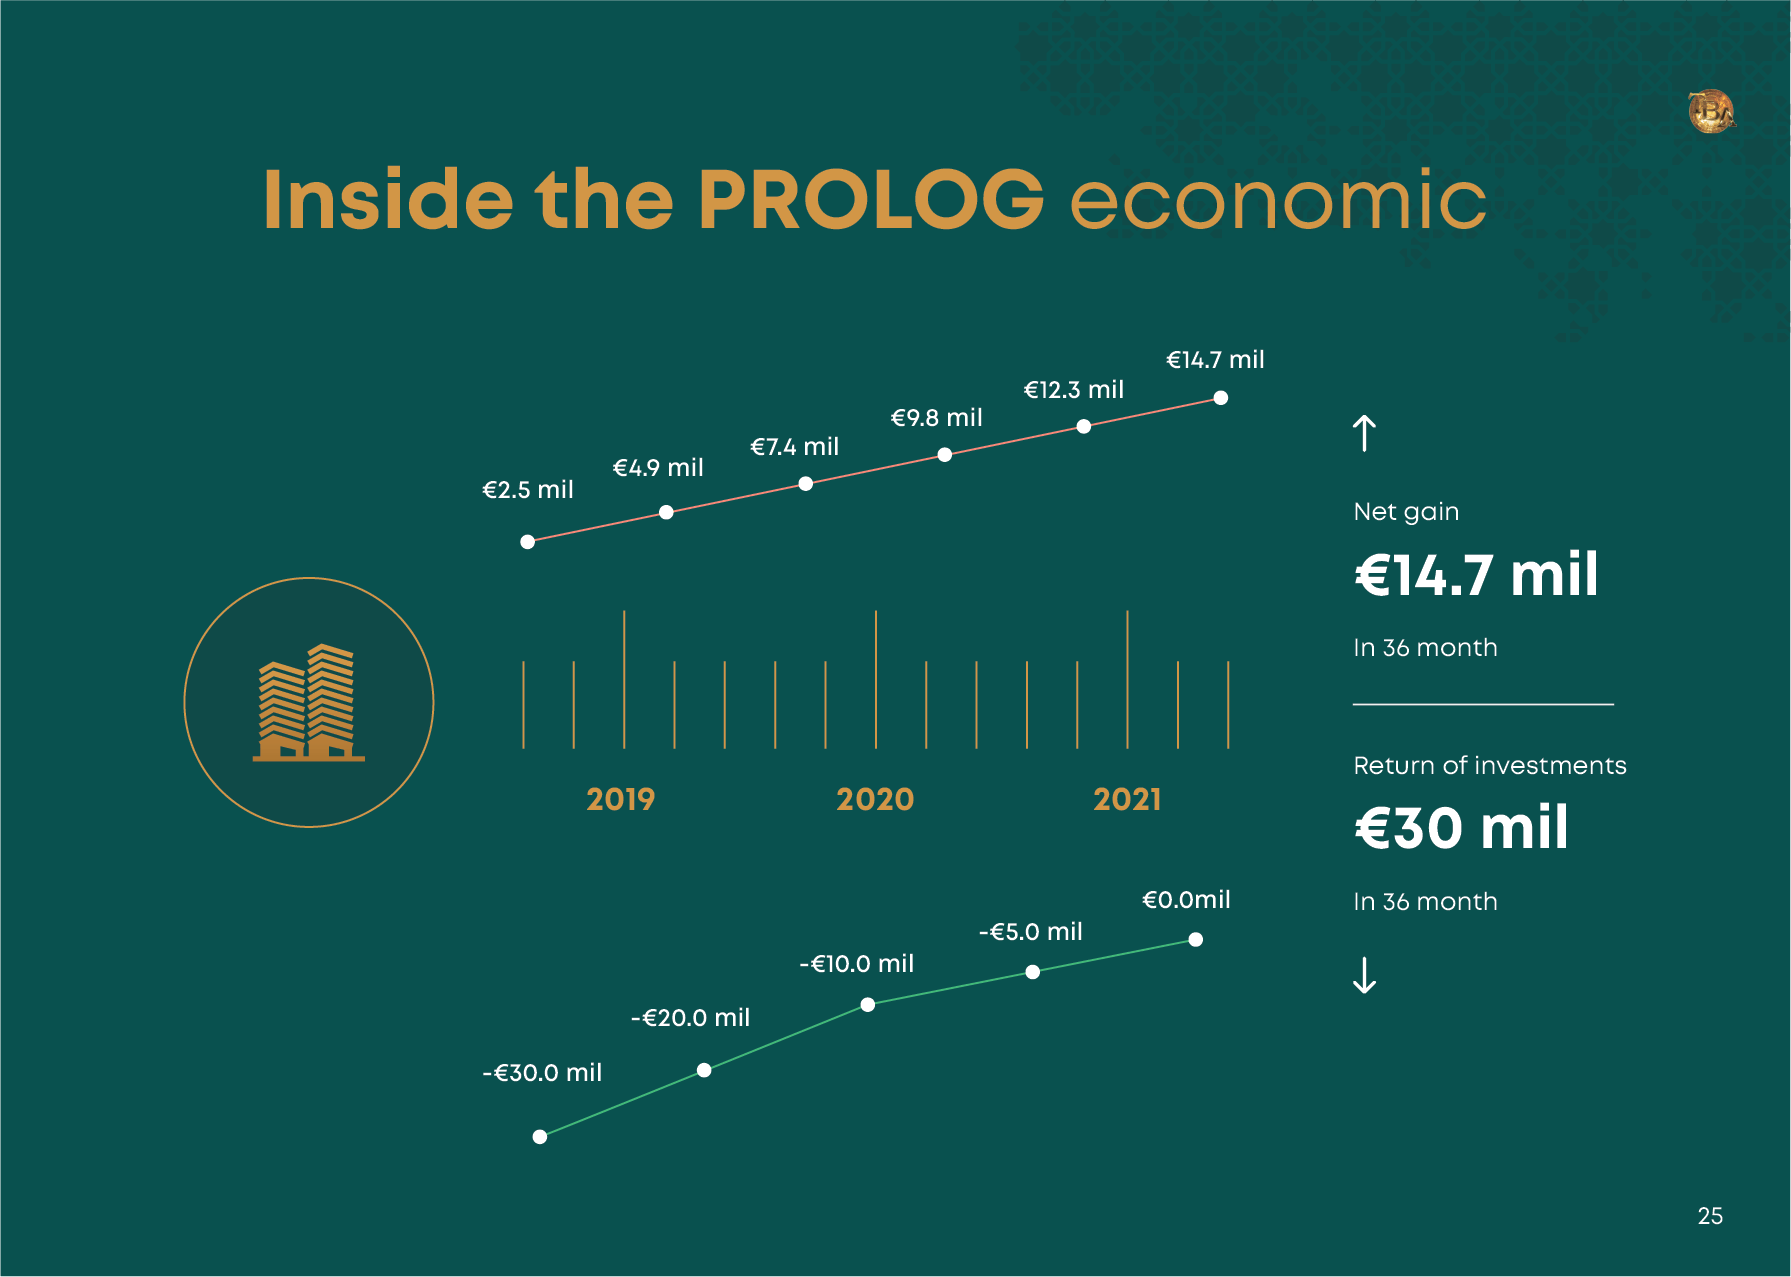 Inside the PROLOG economic
€14.7 mil
€12.3 mil
€9.8 mil
€7.4 mil
€4.9 mil
€2.5 mil
Net gain
€14.7 mil
In 36 month
2019 2020 2021
Return of investments
€30 mil
In 36 month
€0.0mil
-€5.0 mil
-€10.0 mil
-€20.0 mil
-€30.0 mil
25